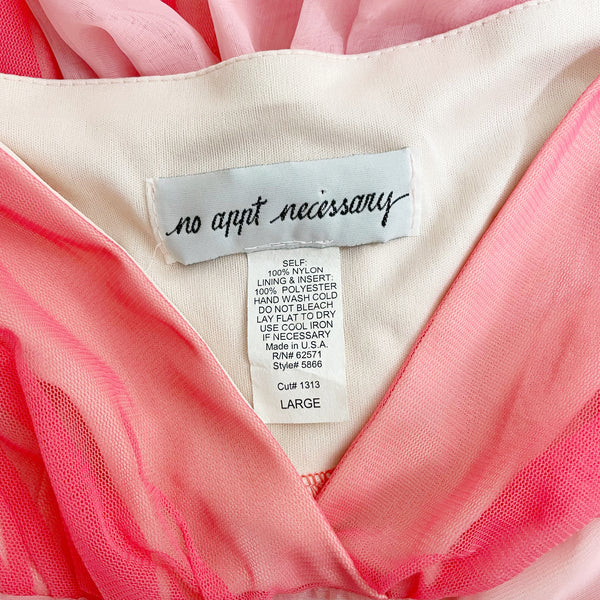 no appt necessary
SELF:
100% NYLON
LINING & INSERT:
100% POLYESTER
HAND WASH COLD
DO NOT BLEACH
LAY FLAT TO DRY
USE COOL IRON
IF NECESSARY
Made in U.S.A.
R/N# 62571
Style# 5866
Cut# 1313
LARGE